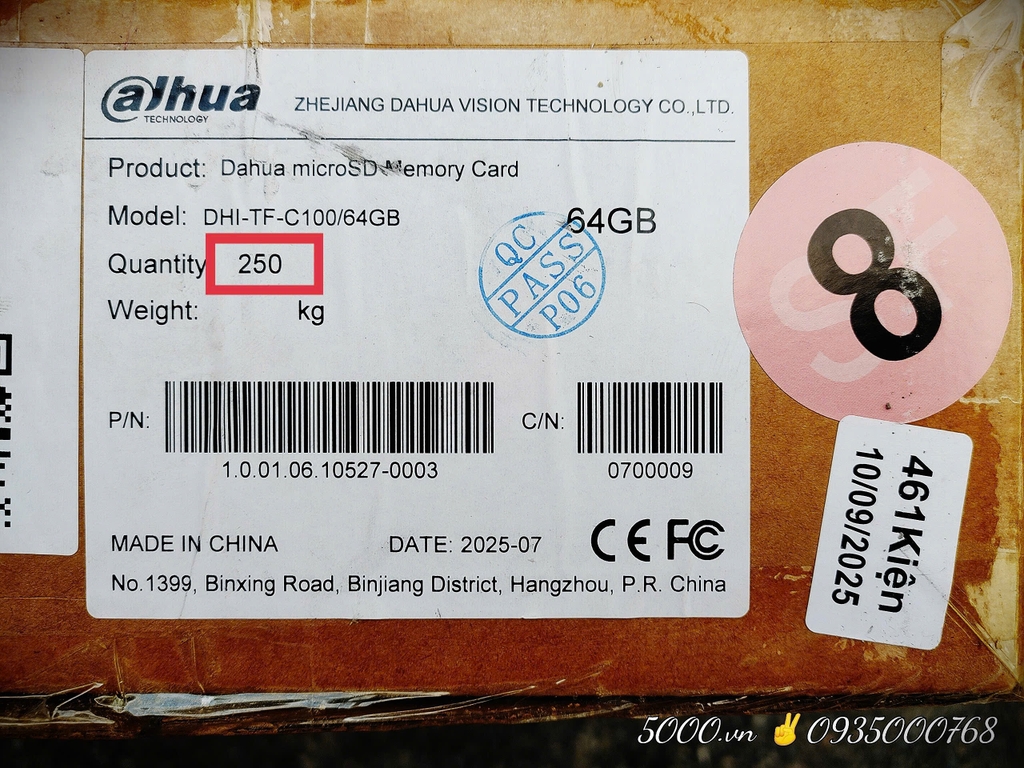 alhua
TECHNOLOGY
ZHEJIANG DAHUA VISION TECHNOLOGY CO.,LTD.
Product: Dahua microSD Memory Card
Model: DHI-TF-C100/64GB
64GB
Quantity 250
Weight: kg
QC
PASS
P06
P/N:
1.0.01.06.10527-0003
C/N:
0700009
MADE IN CHINA
DATE: 2025-07
CE FC
No.1399, Binxing Road, Binjiang District, Hangzhou, P.R. China
8
461Kiện
10/09/2025
5000.vn ✌ 0935000768